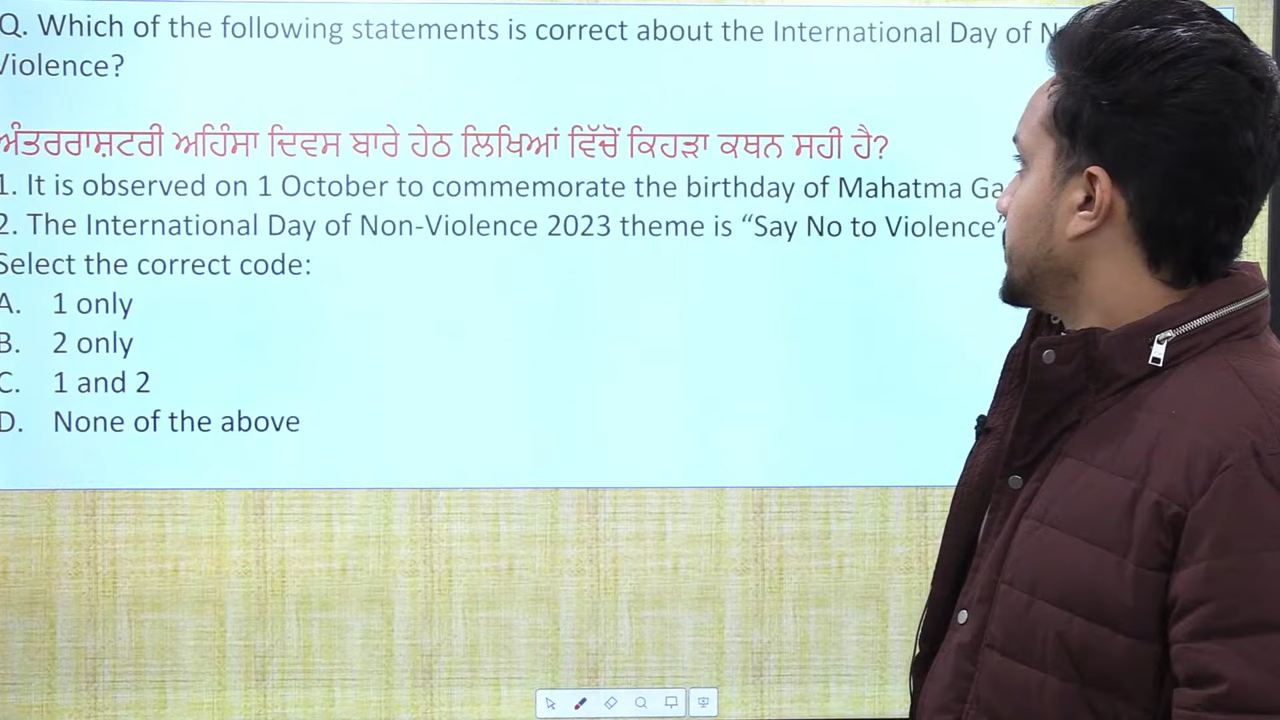 Q. Which of the following statements is correct about the International Day of
Violence?
ਅੰਤਰਰਾਸ਼ਟਰੀ ਅਹਿੰਸਾ ਦਿਵਸ ਬਾਰੇ ਹੇਠ ਲਿਖਿਆਂ ਵਿੱਚੋਂ ਕਿਹੜਾ ਕਥਨ ਸਹੀ ਹੈ?
1. It is observed on 1 October to commemorate the birthday of Mahatma
2. The International Day of Non-Violence 2023 theme is “Say No to Violence”
Select the correct code:
A. 1 only
B. 2 only
C. 1 and 2
D. None of the above